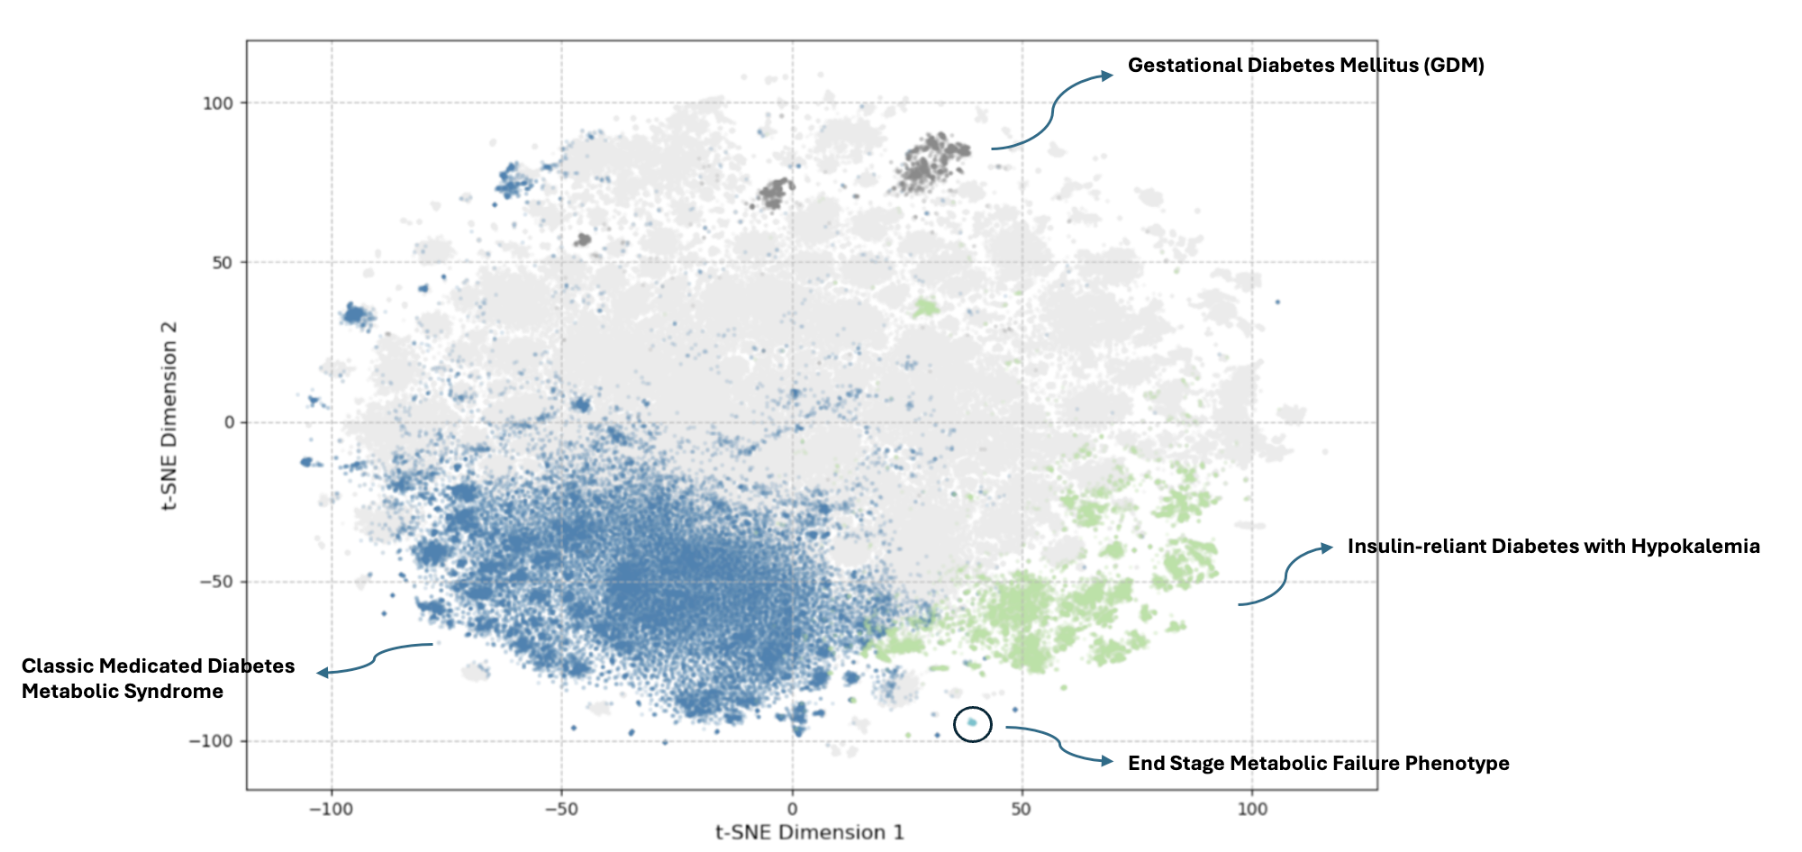 Gestational Diabetes Mellitus (GDM)
100
50
0
−50
−100
t-SNE Dimension 2
Insulin-reliant Diabetes with Hypokalemia
Classic Medicated Diabetes
Metabolic Syndrome
End Stage Metabolic Failure Phenotype
−100
−50
0
50
100
t-SNE Dimension 1